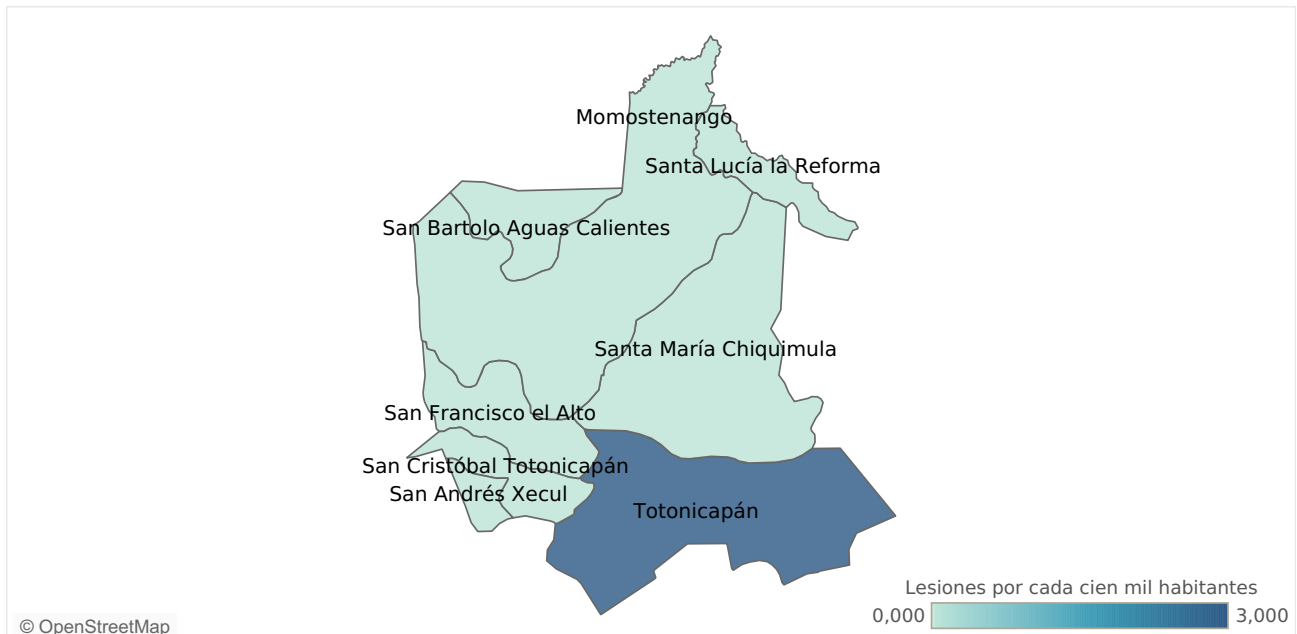 Momostenango
Santa Lucía la Reforma
San Bartolo Aguas Calientes
Santa María Chiquimula
San Francisco el Alto
San Cristóbal Totonicapán
San Andrés Xecul
Totonicapán
Lesiones por cada cien mil habitantes
0,000 3,000
© OpenStreetMap